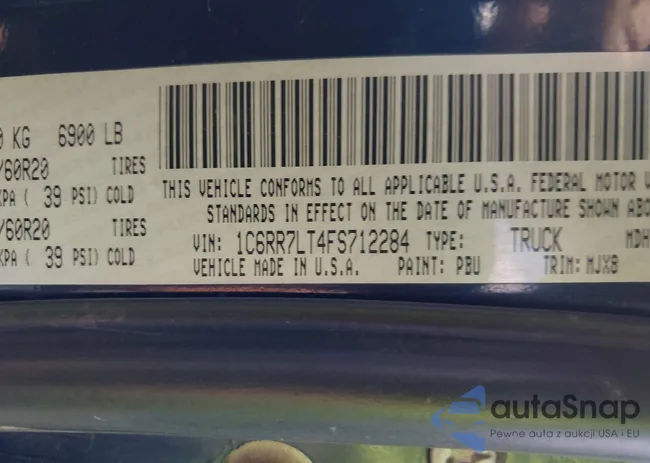 KG 6900 LB
/60R20 TIRES
KPA ( 39 PSI) COLD
/60R20 TIRES
KPA ( 39 PSI) COLD
THIS VEHICLE CONFORMS TO ALL APPLICABLE U.S.A. FEDERAL MOTOR
STANDARDS IN EFFECT ON THE DATE OF MANUFACTURE SHOWN ABO
VIN: 1C6RR7LT4FS712284 TYPE: TRUCK MDH
VEHICLE MADE IN U.S.A. PAINT: PBU TRIM: MJX8
autaSnap
Pewne auta z aukcji USA i EU